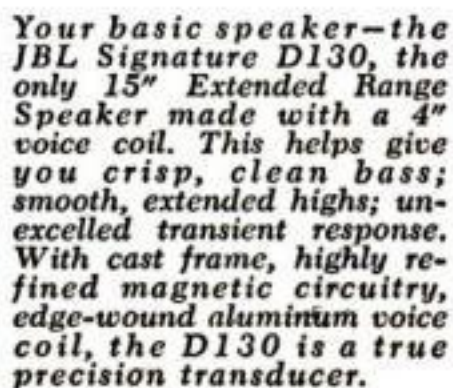 Your basic speaker—the
JBL Signature D130, the
only 15" Extended Range
Speaker made with a 4"
voice coil. This helps give
you crisp, clean bass;
smooth, extended highs; un-
excelled transient response.
With cast frame, highly re-
fined magnetic circuitry,
edge-wound aluminum voice
coil, the D130 is a true
precision transducer.